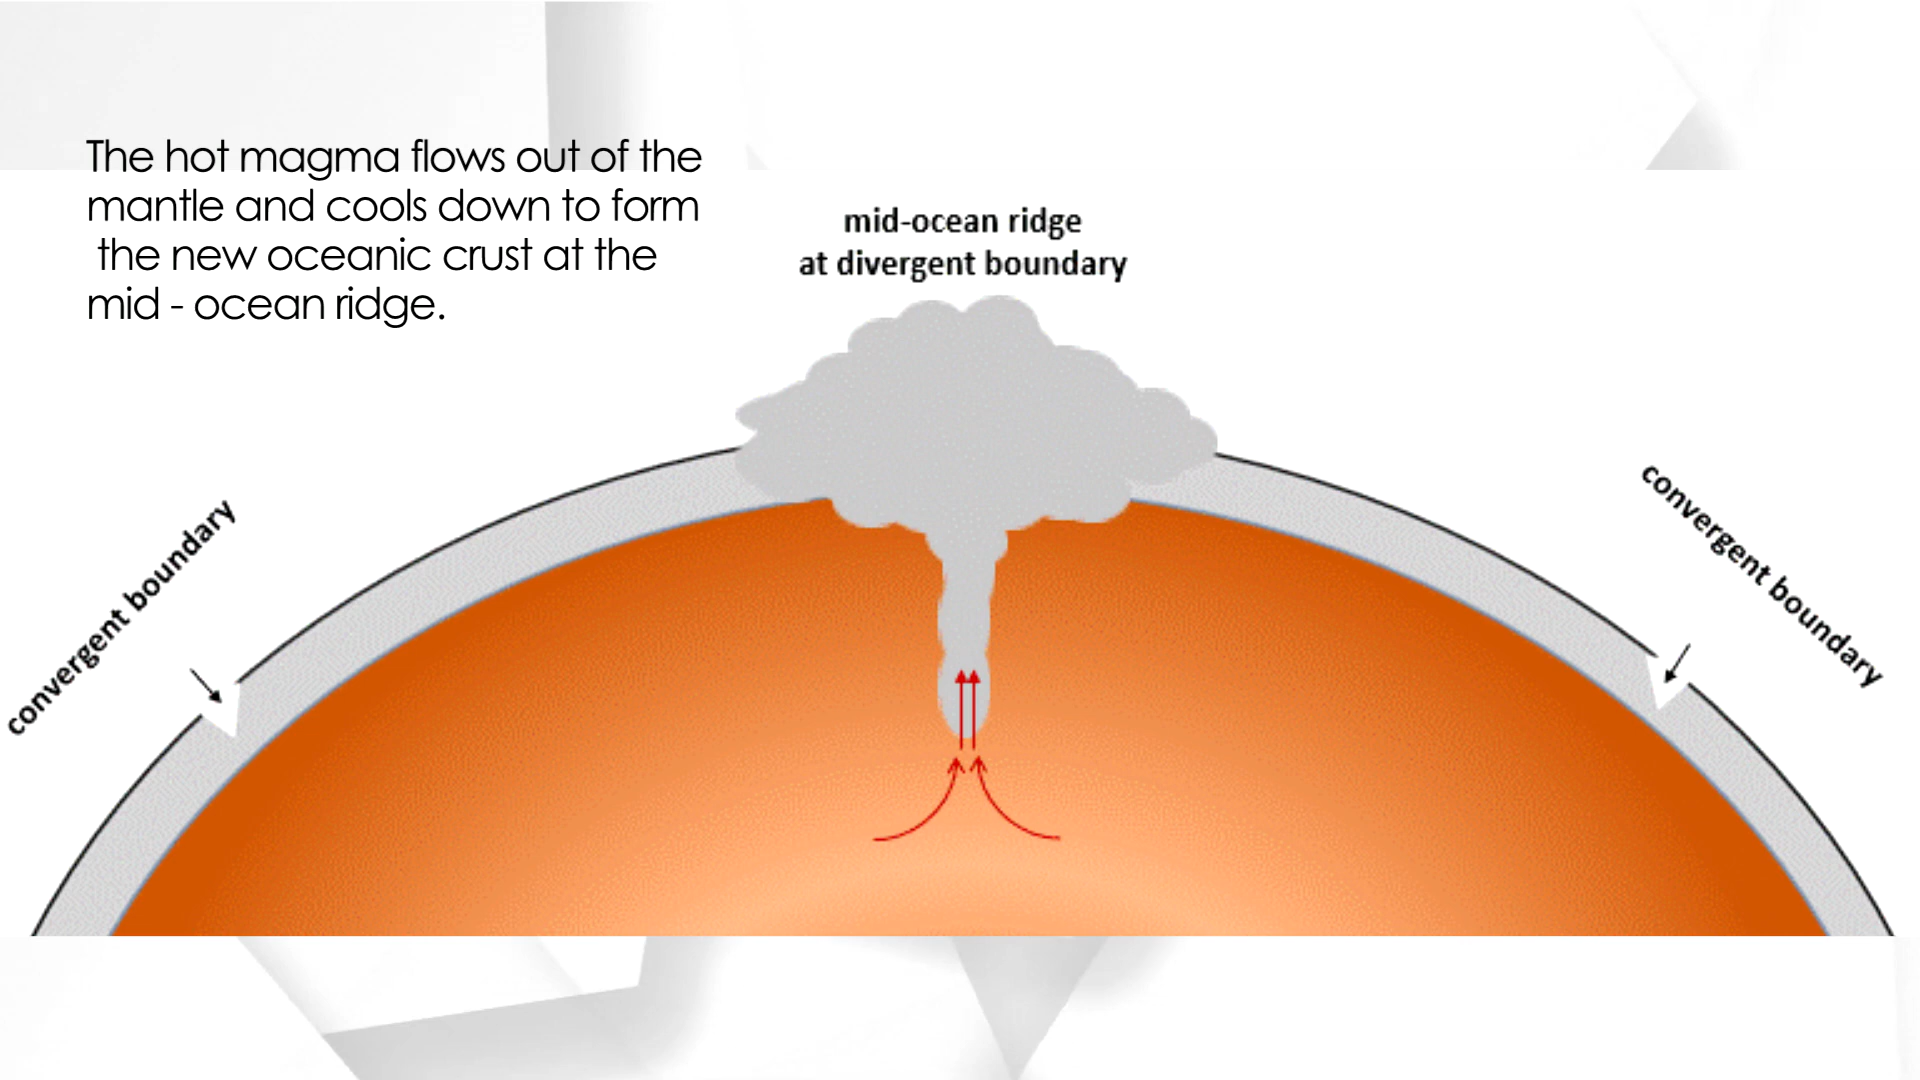 The hot magma flows out of the
mantle and cools down to form
the new oceanic crust at the
mid - ocean ridge.
mid-ocean ridge
at divergent boundary
convergent boundary
convergent boundary